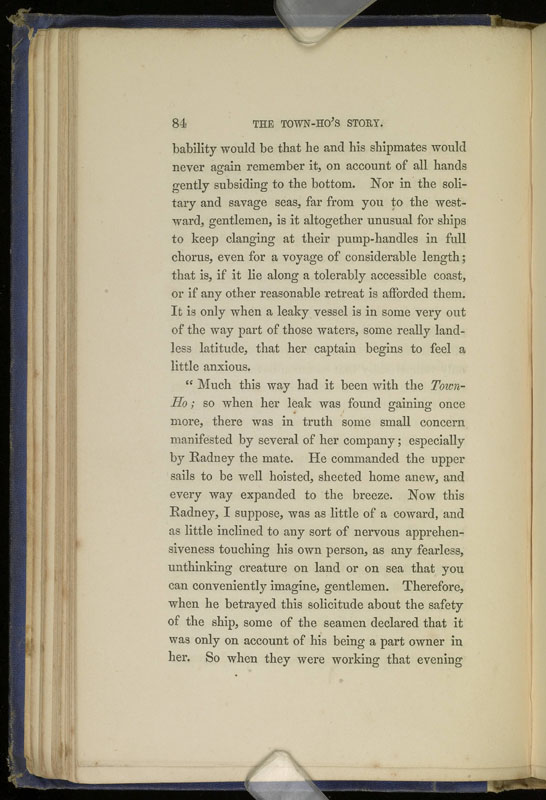 84 THE TOWN-HO'S STORY.
bability would be that he and his shipmates would
never again remember it, on account of all hands
gently subsiding to the bottom. Nor in the soli-
tary and savage seas, far from you to the west-
ward, gentlemen, is it altogether unusual for ships
to keep clanging at their pump-handles in full
chorus, even for a voyage of considerable length;
that is, if it lie along a tolerably accessible coast,
or if any other reasonable retreat is afforded them.
It is only when a leaky vessel is in some very out
of the way part of those waters, some really land-
less latitude, that her captain begins to feel a
little anxious.
“Much this way had it been with the Town-
Ho; so when her leak was found gaining once
more, there was in truth some small concern
manifested by several of her company; especially
by Radney the mate. He commanded the upper
sails to be well hoisted, sheeted home anew, and
every way expanded to the breeze. Now this
Radney, I suppose, was as little of a coward, and
as little inclined to any sort of nervous apprehen-
siveness touching his own person, as any fearless,
unthinking creature on land or on sea that you
can conveniently imagine, gentlemen. Therefore,
when he betrayed this solicitude about the safety
of the ship, some of the seamen declared that it
was only on account of his being a part owner in
her. So when they were working that evening